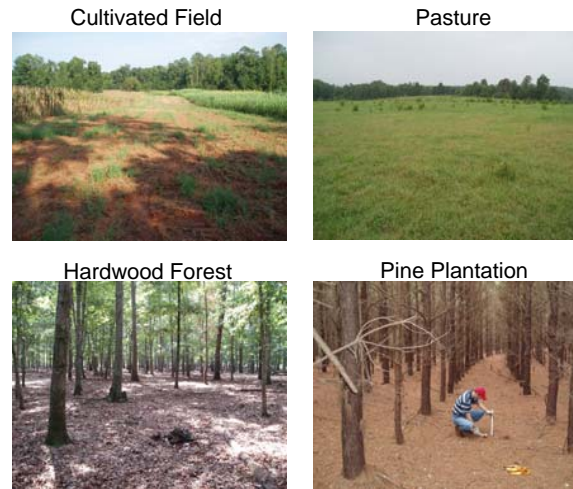 Cultivated Field
Pasture
Hardwood Forest
Pine Plantation